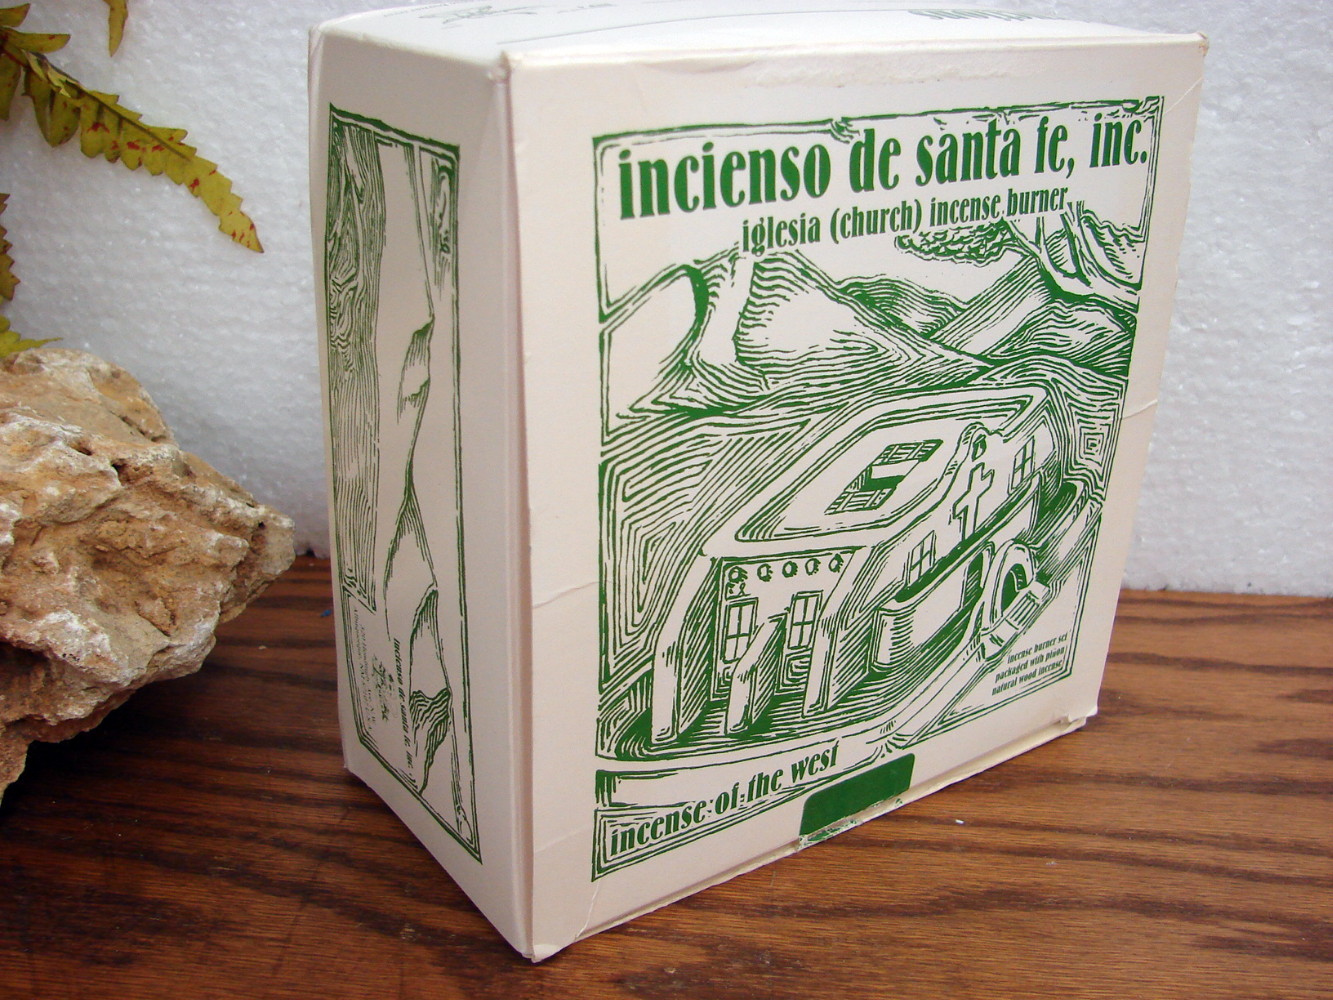 incienso de santa fe, inc.
iglesia (church) incense burner
incense burner set
packaged with piñon
natural wood incense
incense of the west
incienso de santa fe, inc.